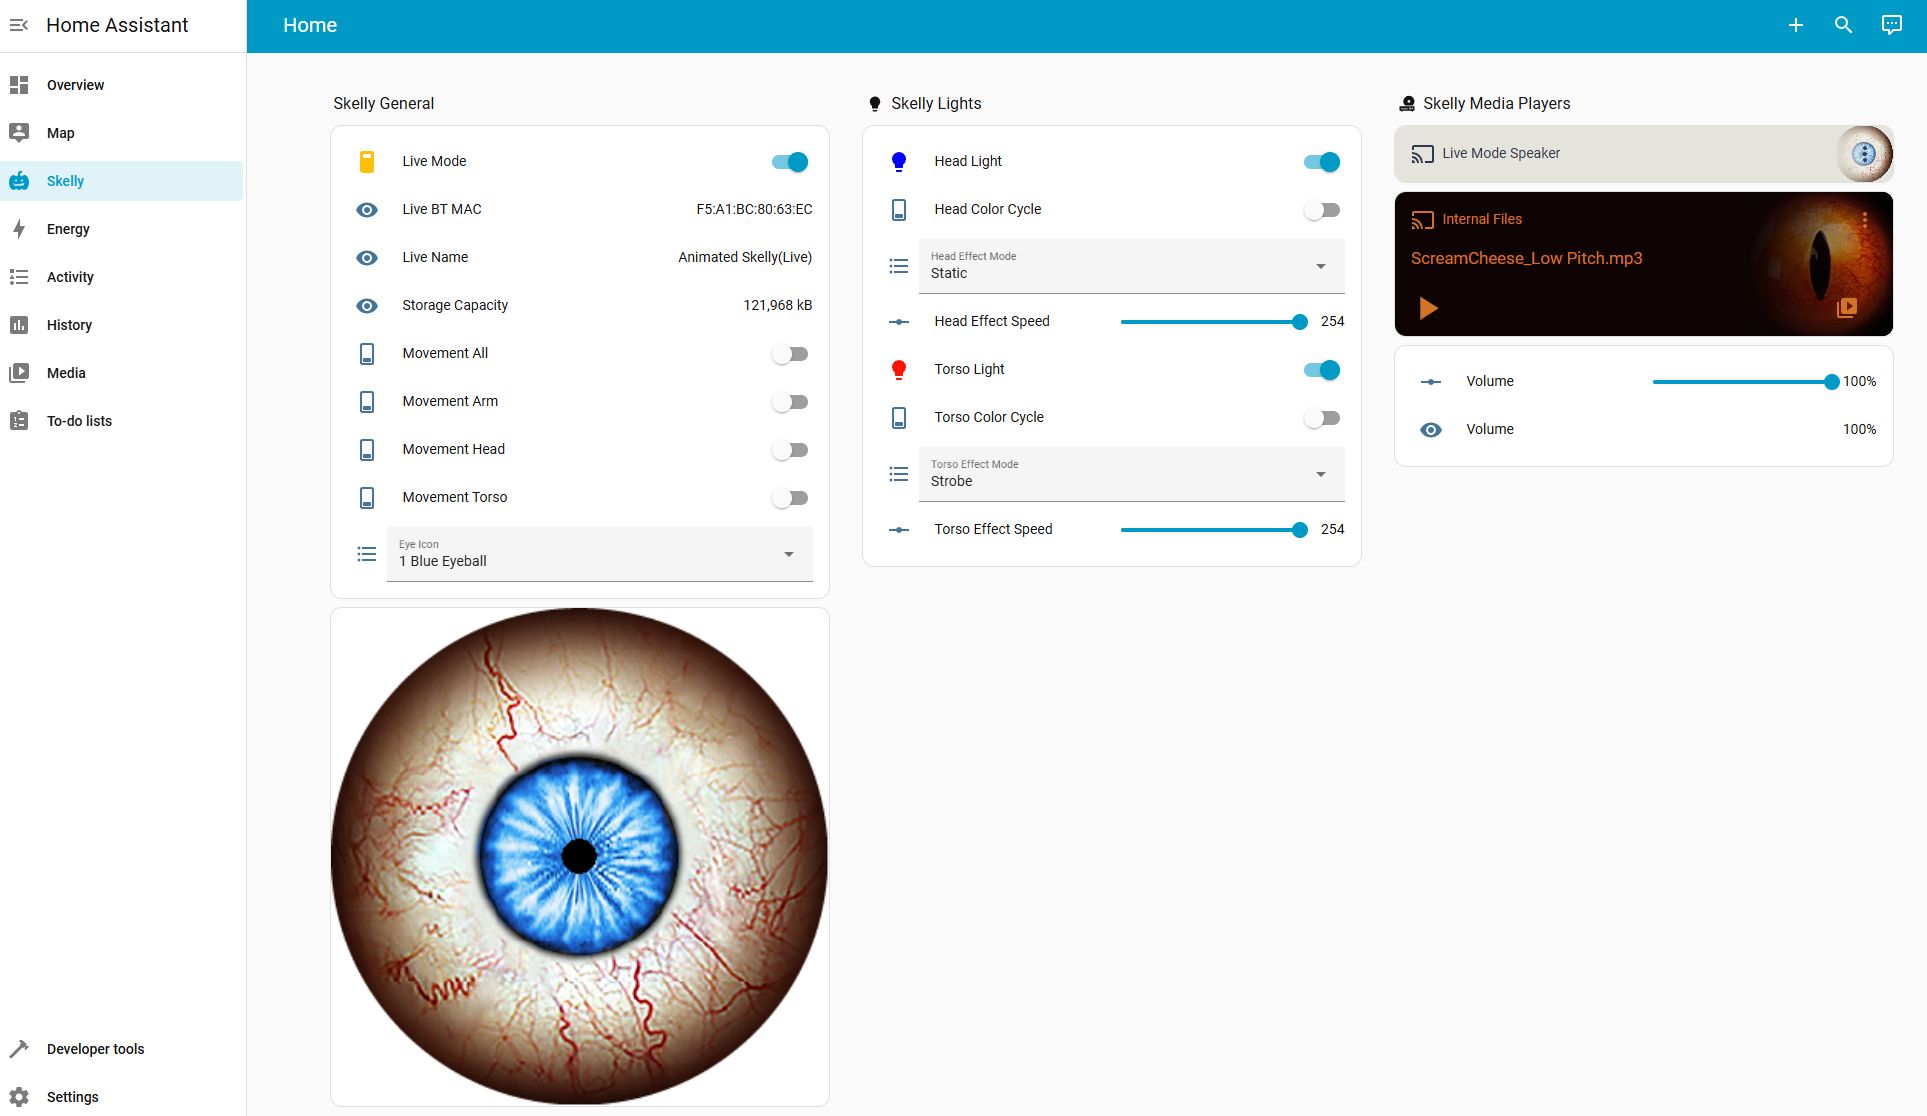 Home Assistant
Home
Overview
Map
Skelly
Energy
Activity
History
Media
To-do lists
Developer tools
Settings
Skelly General
Live Mode
Live BT MAC F5:A1:BC:80:63:EC
Live Name Animated Skelly(Live)
Storage Capacity 121,968 kB
Movement All
Movement Arm
Movement Head
Movement Torso
Eye Icon
1 Blue Eyeball
Skelly Lights
Head Light
Head Color Cycle
Head Effect Mode
Static
Head Effect Speed 254
Torso Light
Torso Color Cycle
Torso Effect Mode
Strobe
Torso Effect Speed 254
Skelly Media Players
Live Mode Speaker
Internal Files
ScreamCheese_Low Pitch.mp3
Volume 100%
Volume 100%